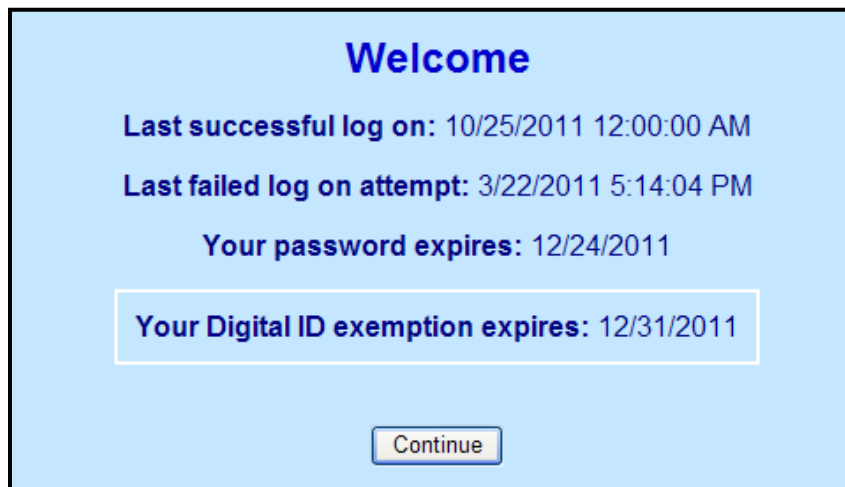 Welcome
Last successful log on: 10/25/2011 12:00:00 AM
Last failed log on attempt: 3/22/2011 5:14:04 PM
Your password expires: 12/24/2011
Your Digital ID exemption expires: 12/31/2011
Continue